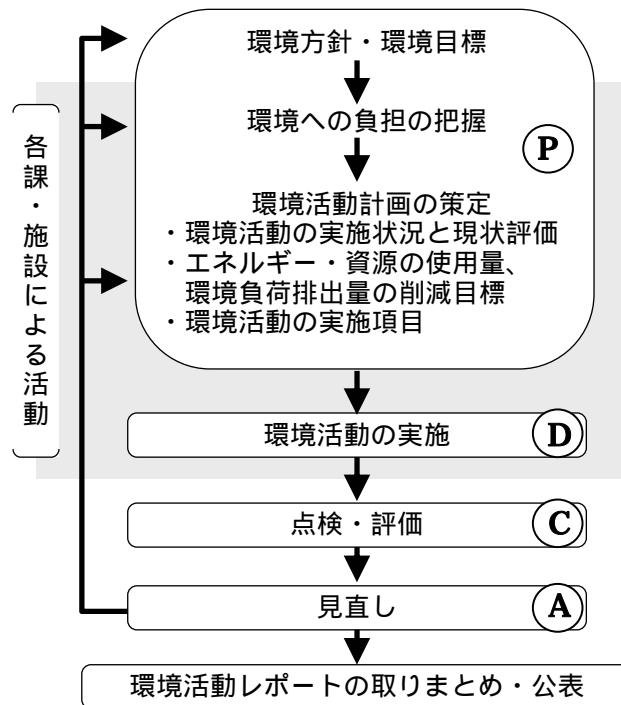 環境方針・環境目標
環境への負担の把握
P
環境活動計画の策定
・環境活動の実施状況と現状評価
・エネルギー・資源の使用量、
環境負荷排出量の削減目標
・環境活動の実施項目
各課・施設による活動
環境活動の実施
D
点検・評価
C
見直し
A
環境活動レポートの取りまとめ・公表